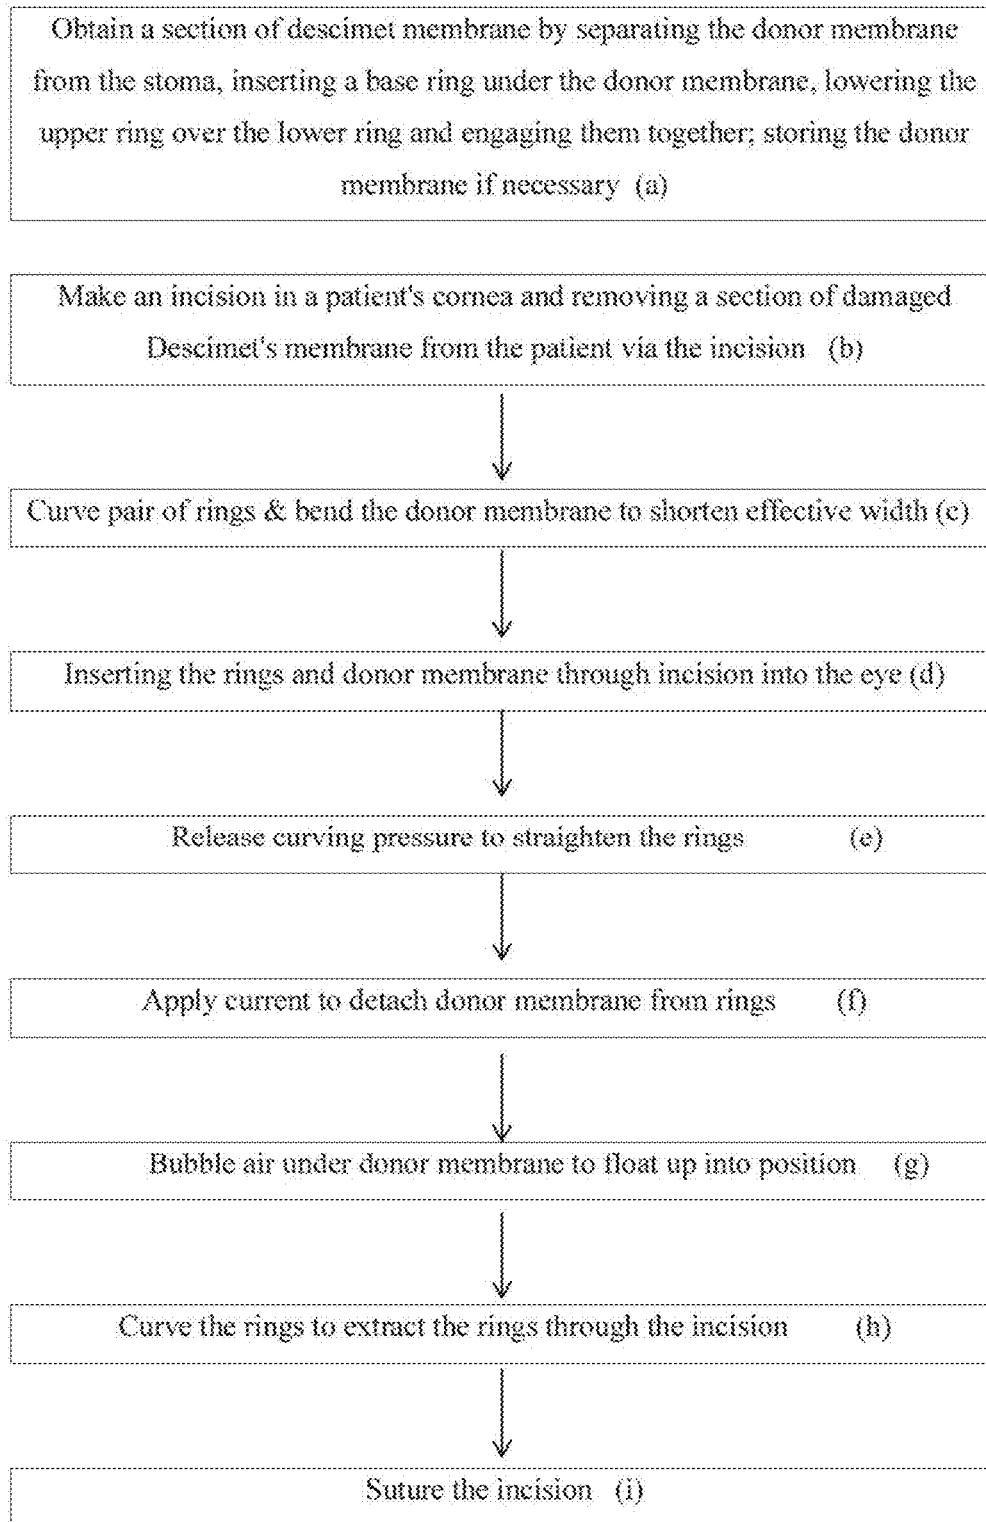 Obtain a section of descimet membrane by separating the donor membrane
from the stoma, inserting a base ring under the donor membrane, lowering the
upper ring over the lower ring and engaging them together; storing the donor
membrane if necessary (a)
Make an incision in a patient's cornea and removing a section of damaged
Descimet's membrane from the patient via the incision (b)
Curve pair of rings & bend the donor membrane to shorten effective width (c)
Inserting the rings and donor membrane through incision into the eye (d)
Release curving pressure to straighten the rings (e)
Apply current to detach donor membrane from rings (f)
Bubble air under donor membrane to float up into position (g)
Curve the rings to extract the rings through the incision (h)
Suture the incision (i)